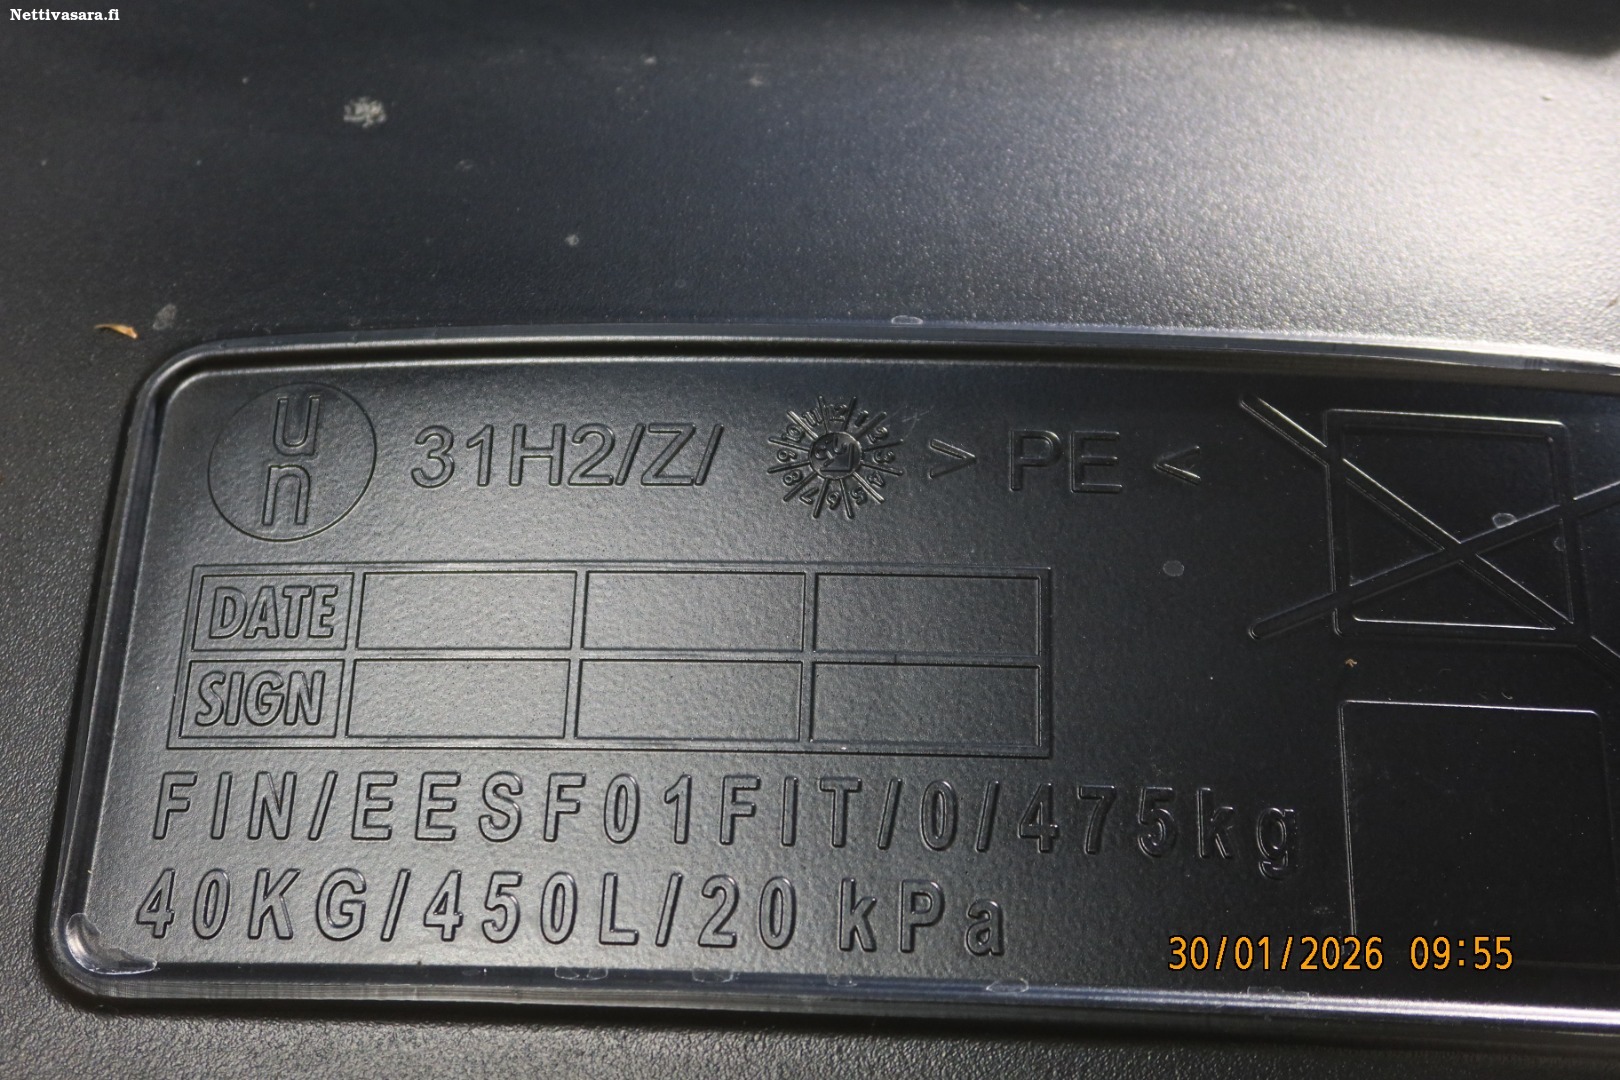 Nettivasara.fi
un 31H2/Z/ > PE <
DATE
SIGN
FIN/EESF01FIT/0/475kg
40KG/450L/20 kPa
30/01/2026 09:55